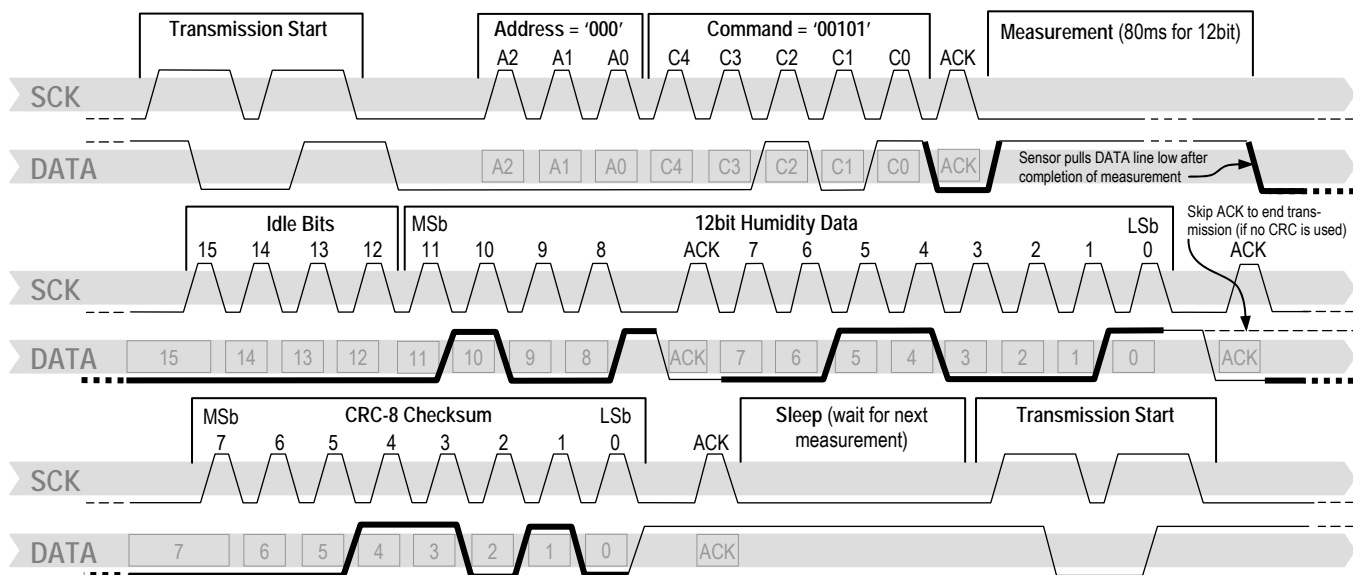 Transmission Start Address = '000' Command = '00101' Measurement (80ms for 12bit)
A2 A1 A0 C4 C3 C2 C1 C0 ACK
SCK
DATA A2 A1 A0 C4 C3 C2 C1 C0 ACK
Sensor pulls DATA line low after
completion of measurement
Idle Bits MSb 12bit Humidity Data LSb
Skip ACK to end trans-
mission (if no CRC is used)
15 14 13 12 11 10 9 8 ACK 7 6 5 4 3 2 1 0 ACK
SCK
DATA 15 14 13 12 11 10 9 8 ACK 7 6 5 4 3 2 1 0 ACK
MSb CRC-8 Checksum LSb
Sleep (wait for next
measurement)
Transmission Start
7 6 5 4 3 2 1 0 ACK
SCK
DATA 7 6 5 4 3 2 1 0 ACK